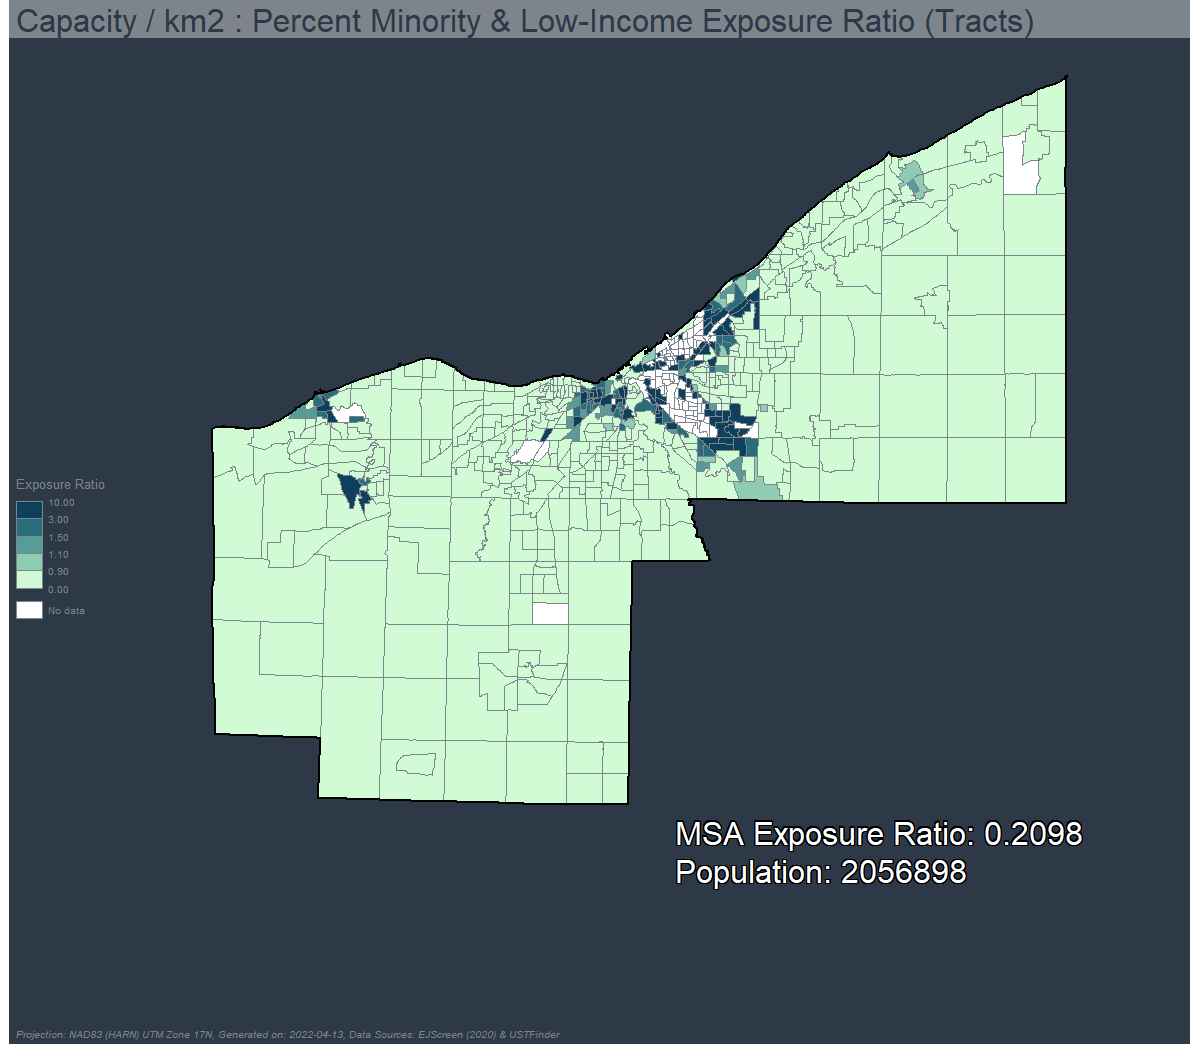 Capacity / km2 : Percent Minority & Low-Income Exposure Ratio (Tracts)
Exposure Ratio
10.00
3.00
1.50
1.10
0.90
0.00
No data
MSA Exposure Ratio: 0.2098
Population: 2056898
Projection: NAD83 (HARN) UTM Zone 17N, Generated on: 2022-04-13, Data Sources: EJScreen (2020) & USTFinder